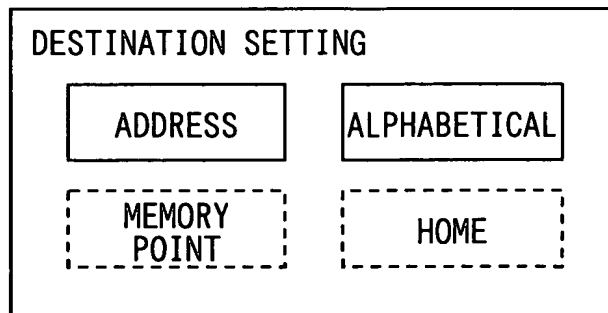 DESTINATION SETTING
ADDRESS
ALPHABETICAL
MEMORY
POINT
HOME